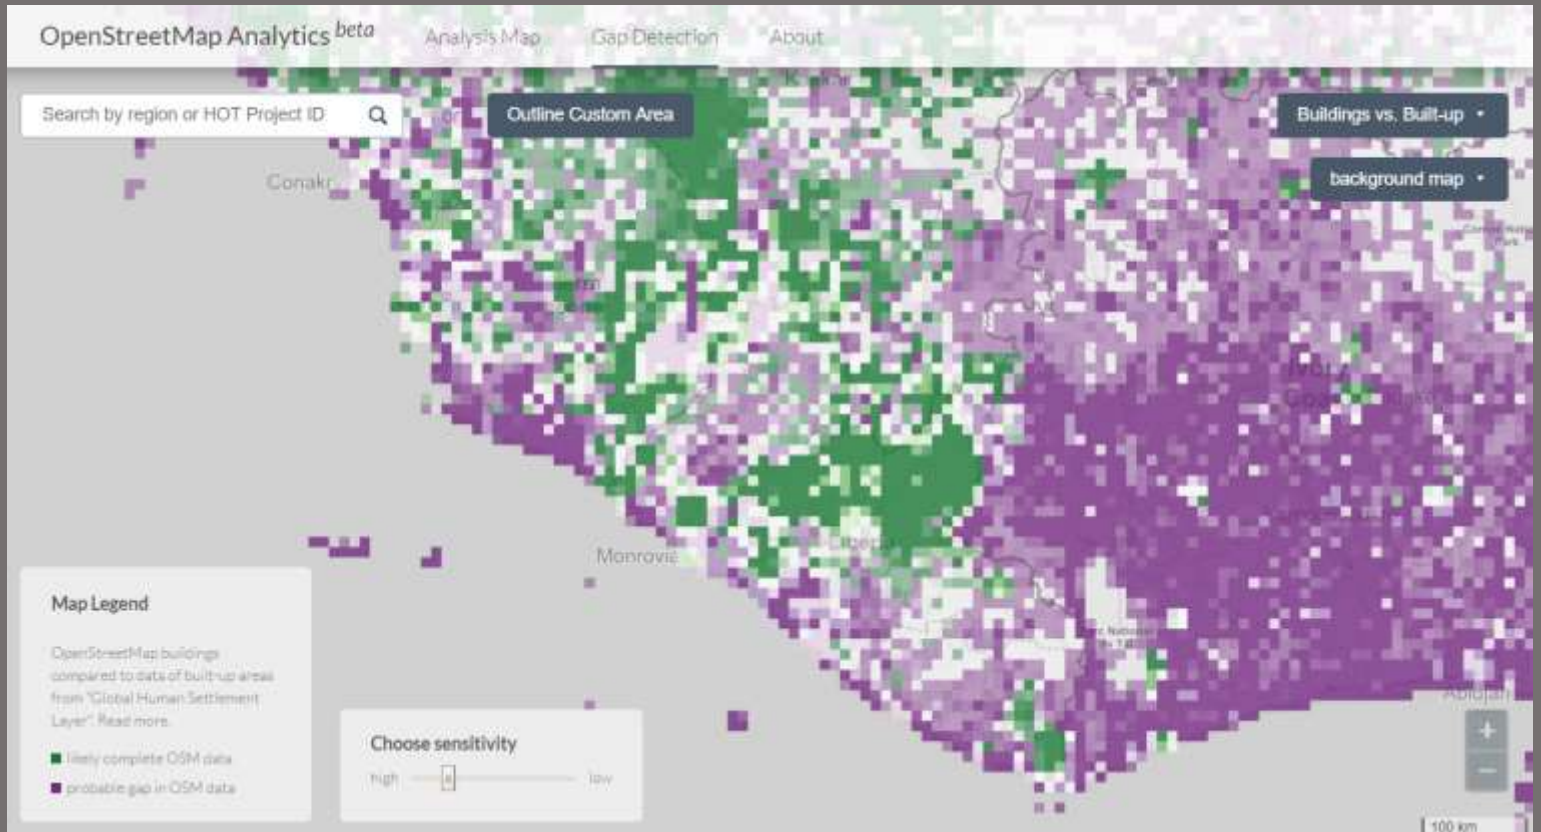 OpenStreetMap Analytics beta
Analysis Map
Gap Detection
About
Search by region or HOT Project ID
or
Outline Custom Area
Buildings vs. Built-up
background map
Conakr
Monrovia
Liberia
Abidjan
Map Legend
OpenStreetMap buildings
compared to data of built-up areas
from "Global Human Settlement
Layer". Read more.
likely complete OSM data
probable gap in OSM data
Choose sensitivity
high
low
+
−
100 km